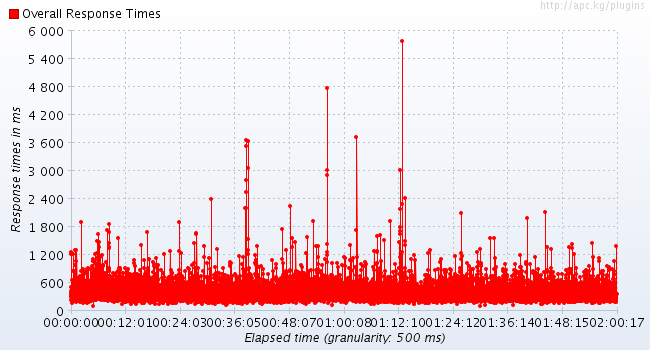 http://apc.kg/plugins
Overall Response Times
6 000
5 400
4 800
4 200
3 600
3 000
2 400
1 800
1 200
600
0
Response times in ms
00:00:00 00:12:01 00:24:03 00:36:05 00:48:07 01:00:08 01:12:10 01:24:12 01:36:14 01:48:15 02:00:17
Elapsed time (granularity: 500 ms)